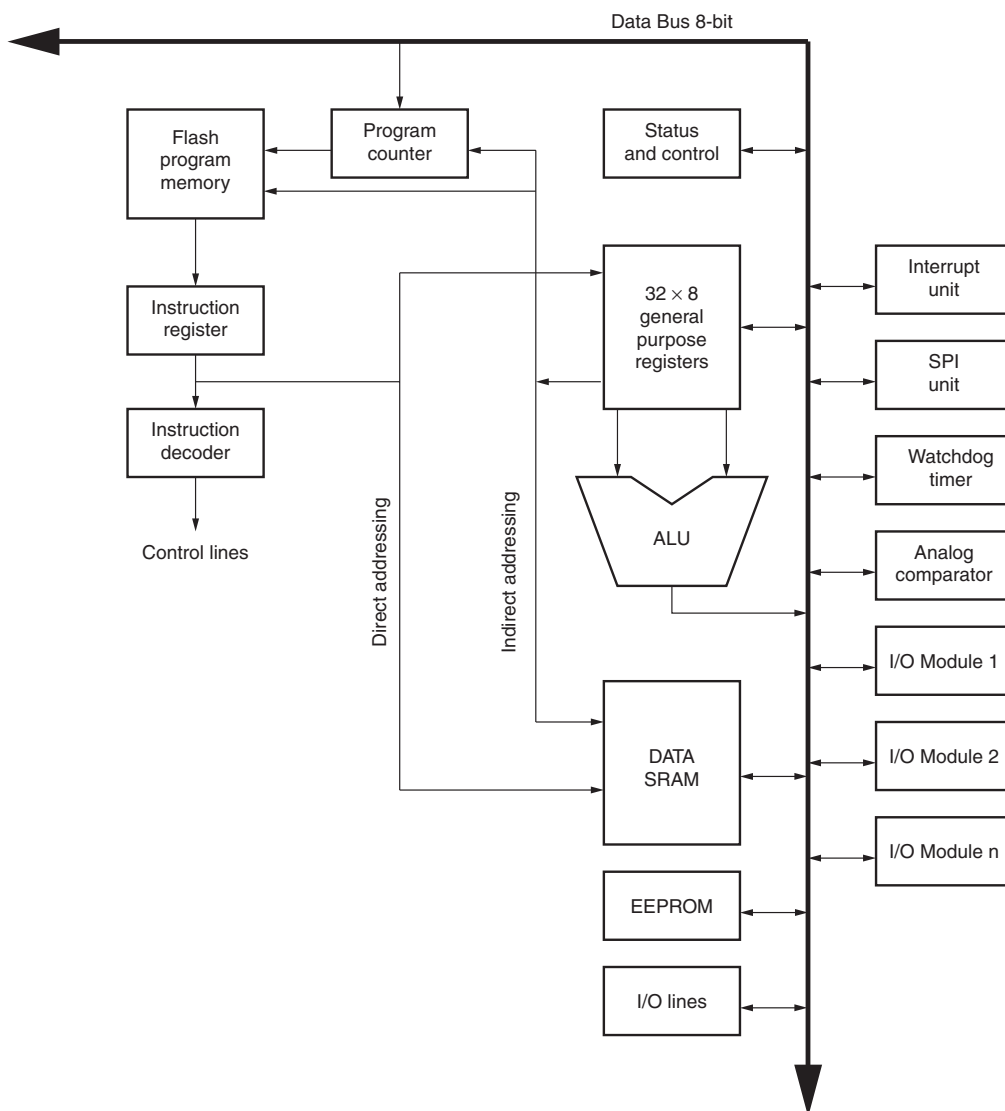 Data Bus 8-bit
Flash
program
memory
Program
counter
Status
and control
Instruction
register
32 × 8
general
purpose
registers
Interrupt
unit
SPI
unit
Instruction
decoder
Watchdog
timer
Control lines
Direct addressing
Indirect addressing
ALU
Analog
comparator
I/O Module 1
DATA
SRAM
I/O Module 2
I/O Module n
EEPROM
I/O lines